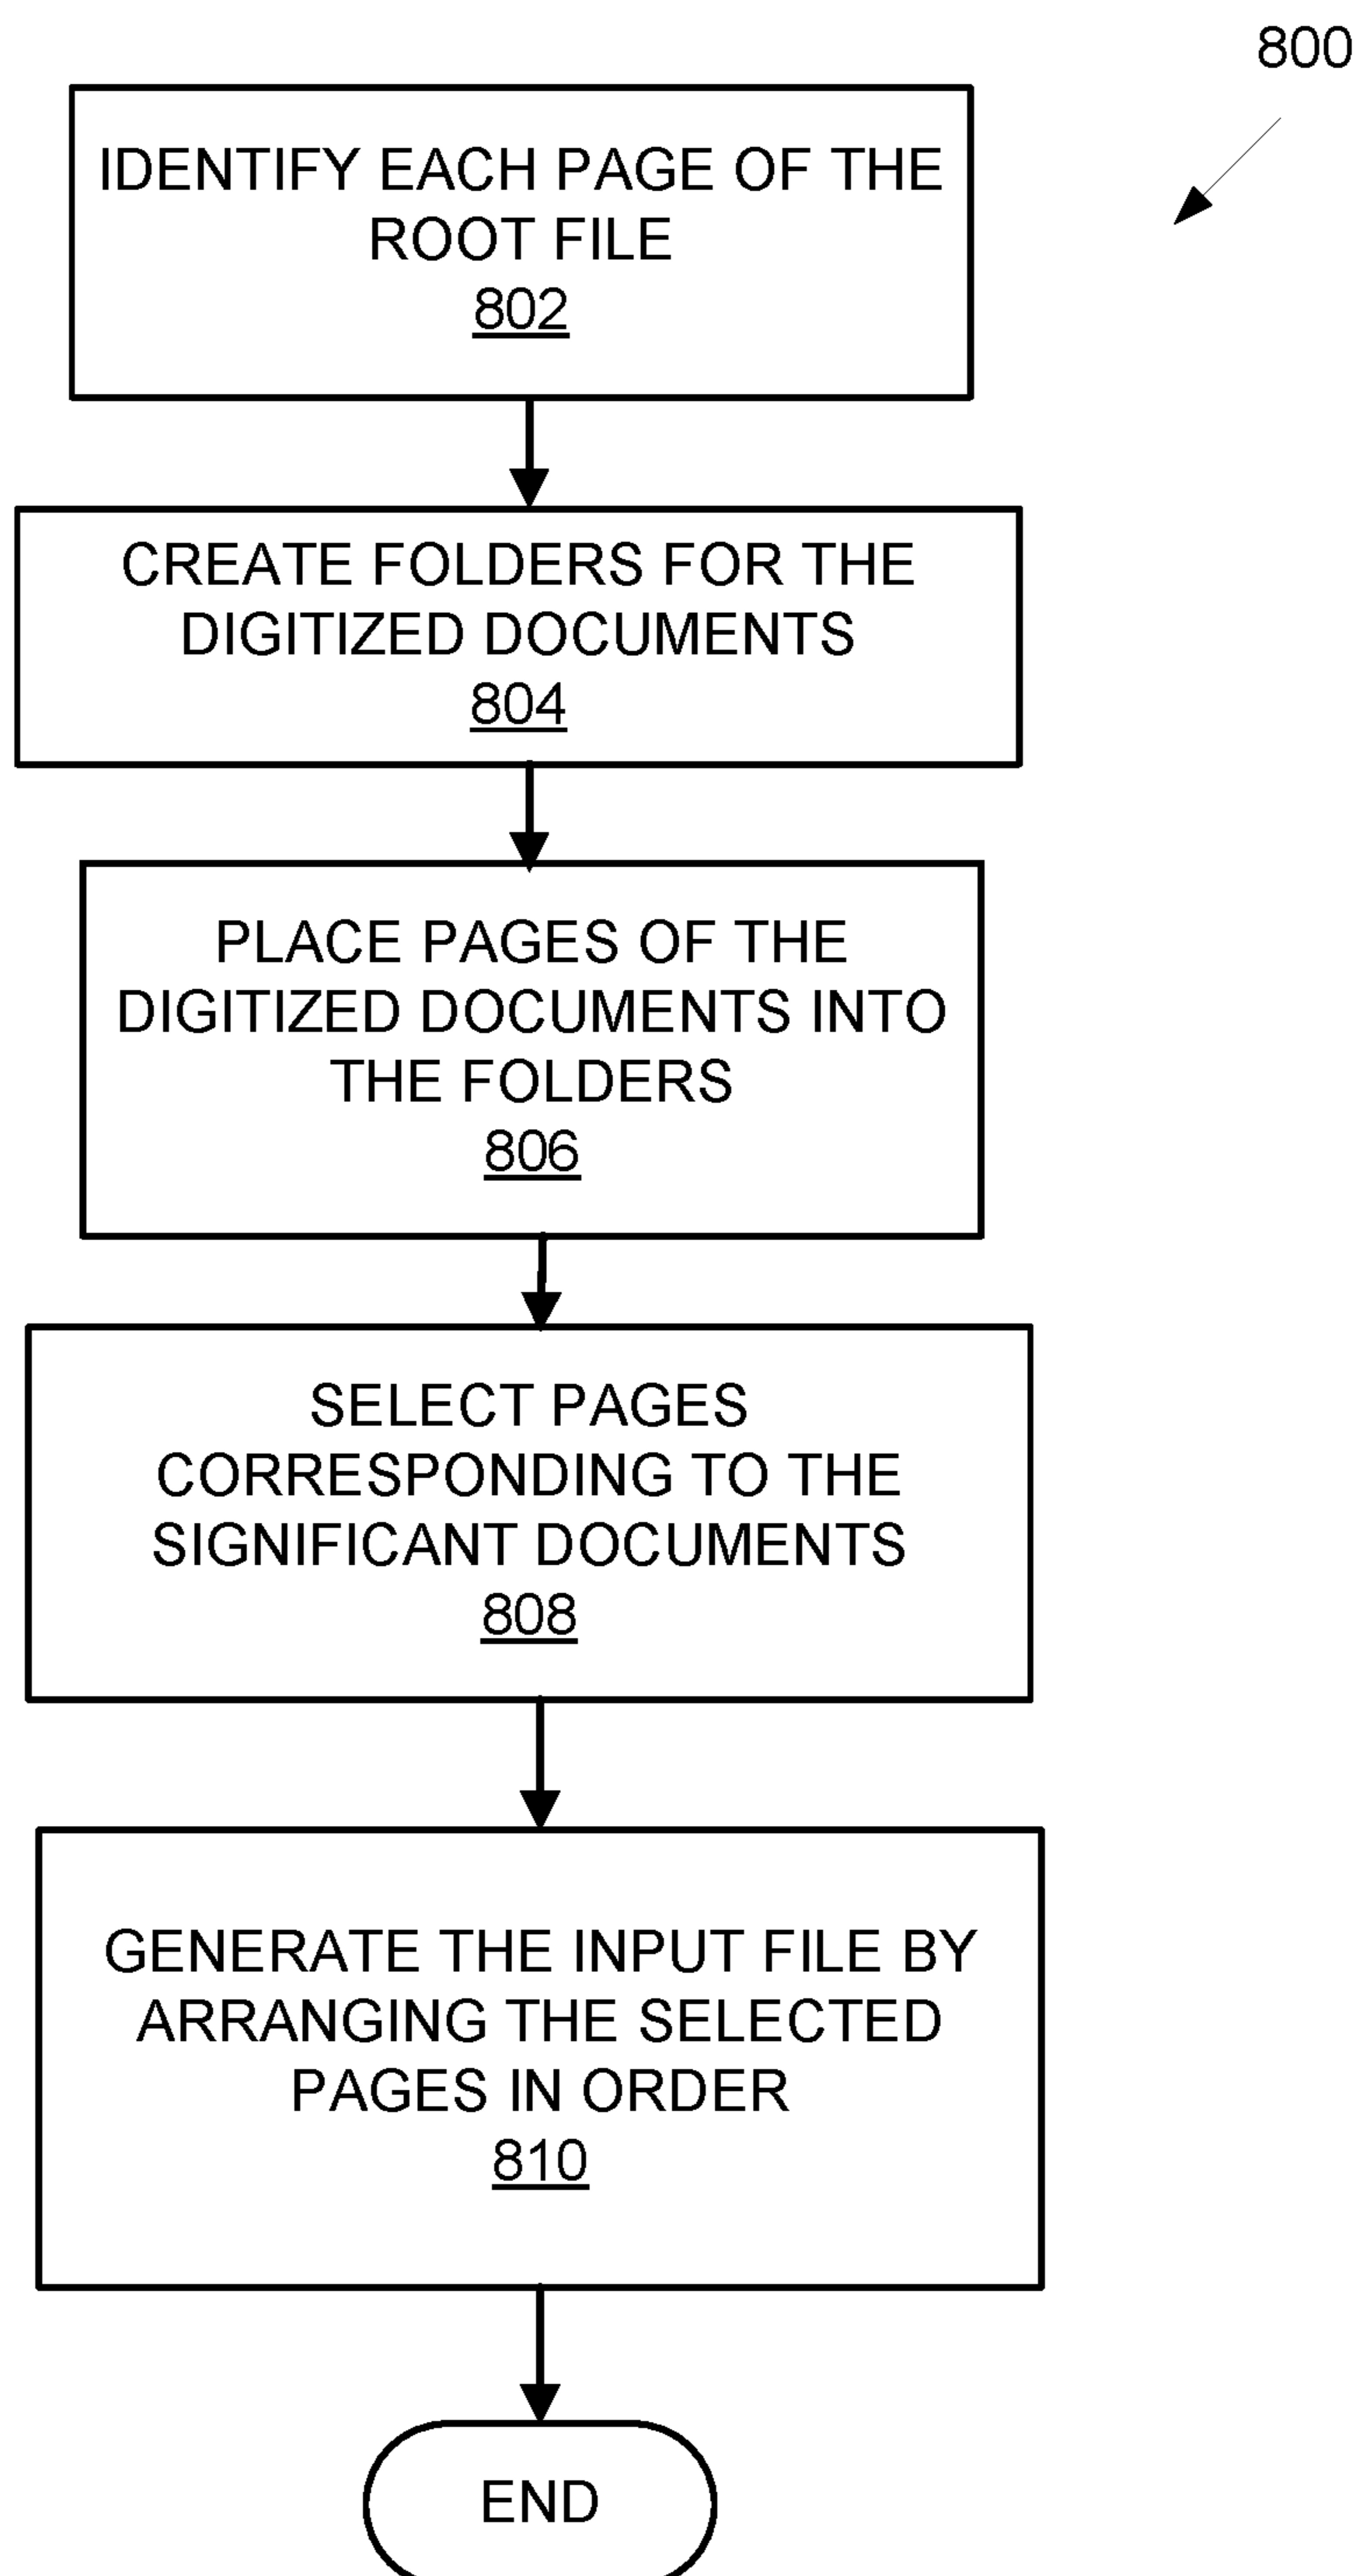 800
IDENTIFY EACH PAGE OF THE
ROOT FILE
802
CREATE FOLDERS FOR THE
DIGITIZED DOCUMENTS
804
PLACE PAGES OF THE
DIGITIZED DOCUMENTS INTO
THE FOLDERS
806
SELECT PAGES
CORRESPONDING TO THE
SIGNIFICANT DOCUMENTS
808
GENERATE THE INPUT FILE BY
ARRANGING THE SELECTED
PAGES IN ORDER
810
END